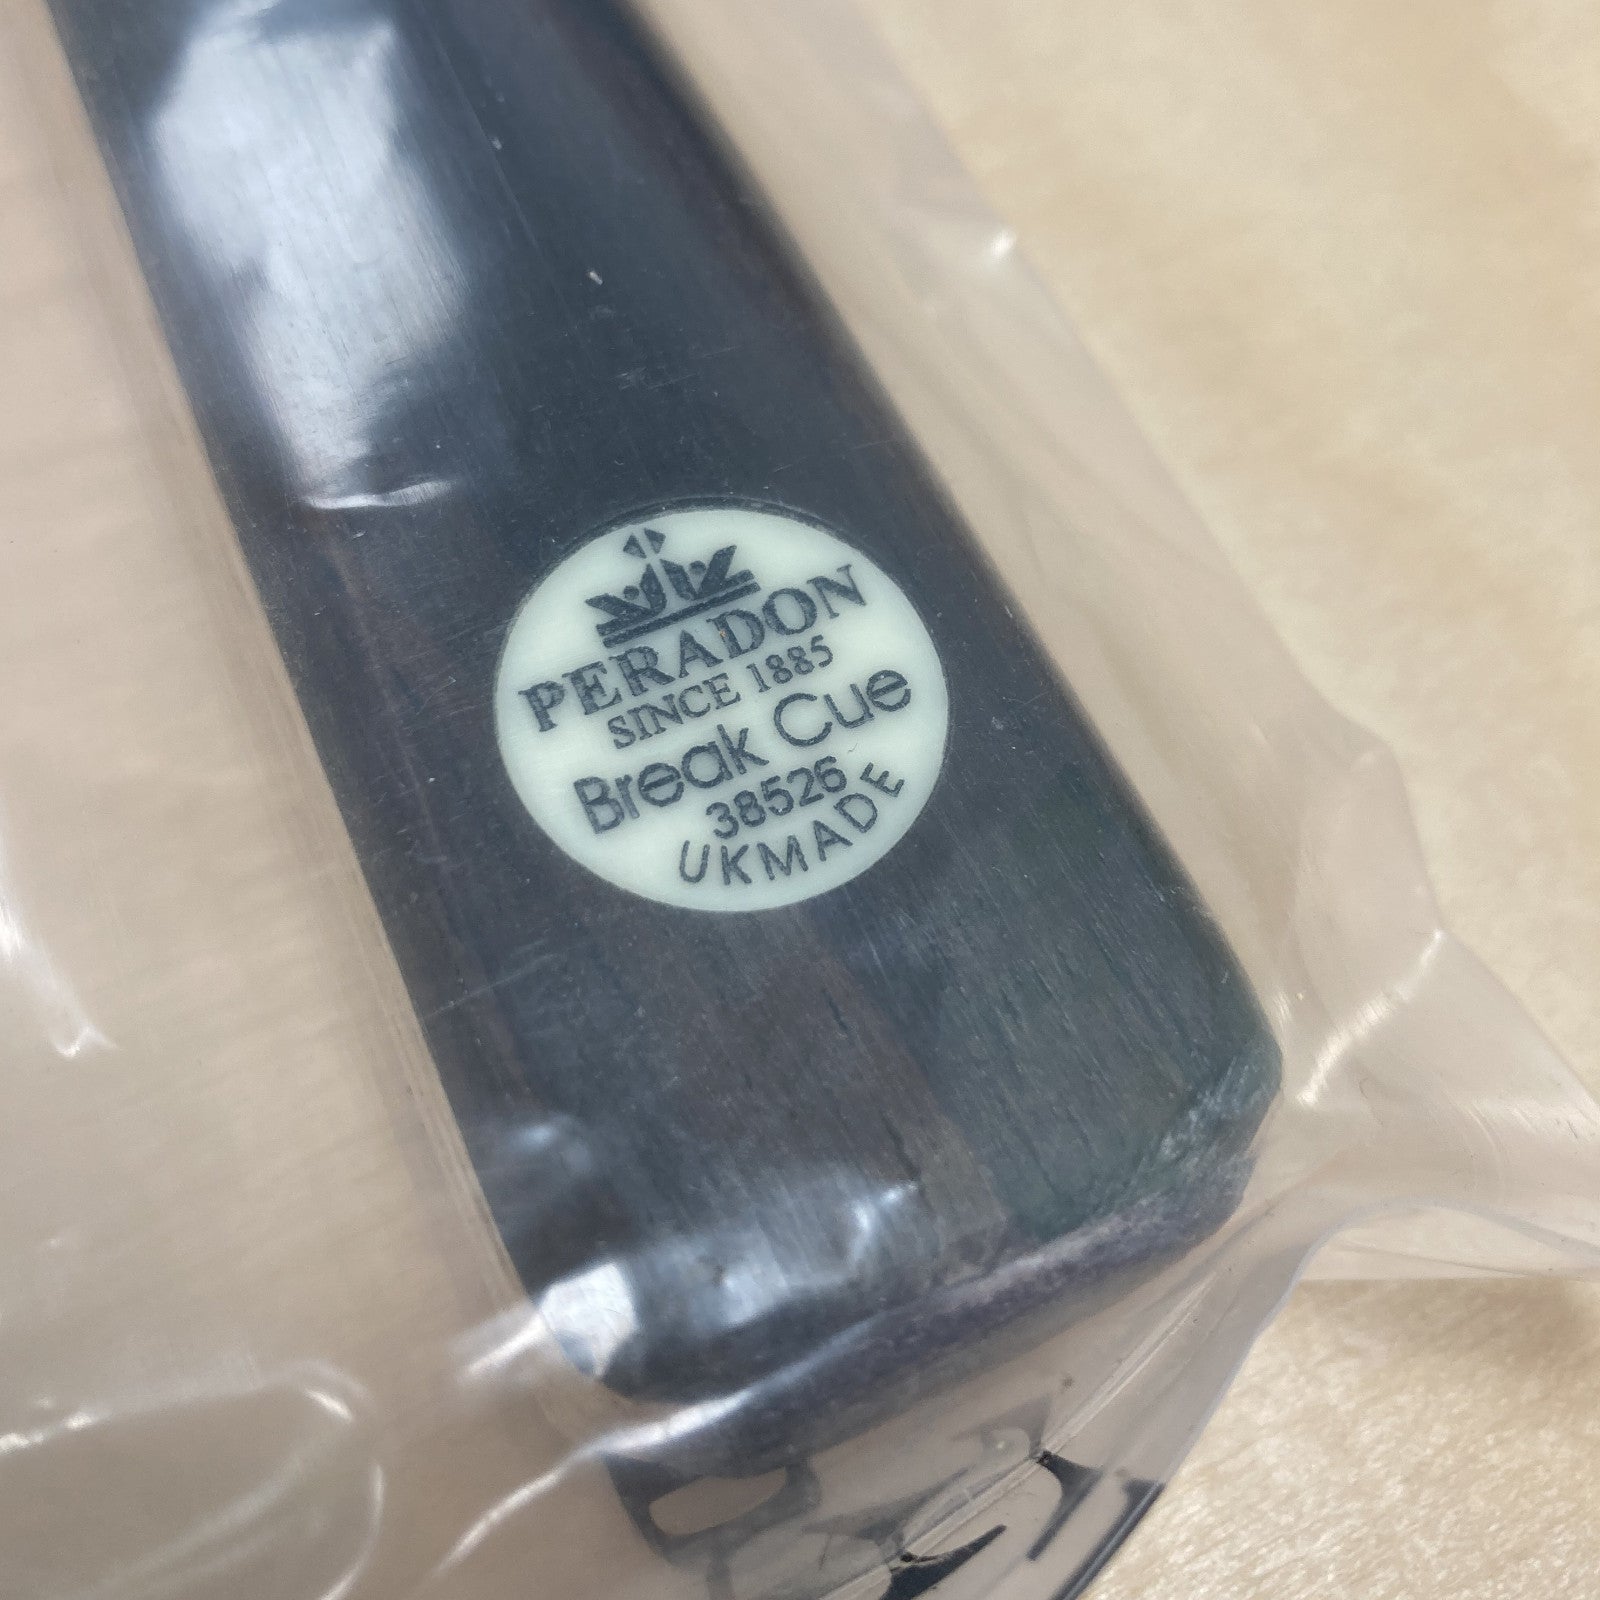 PERADON
SINCE 1885
Break Cue
38526
UKMADE